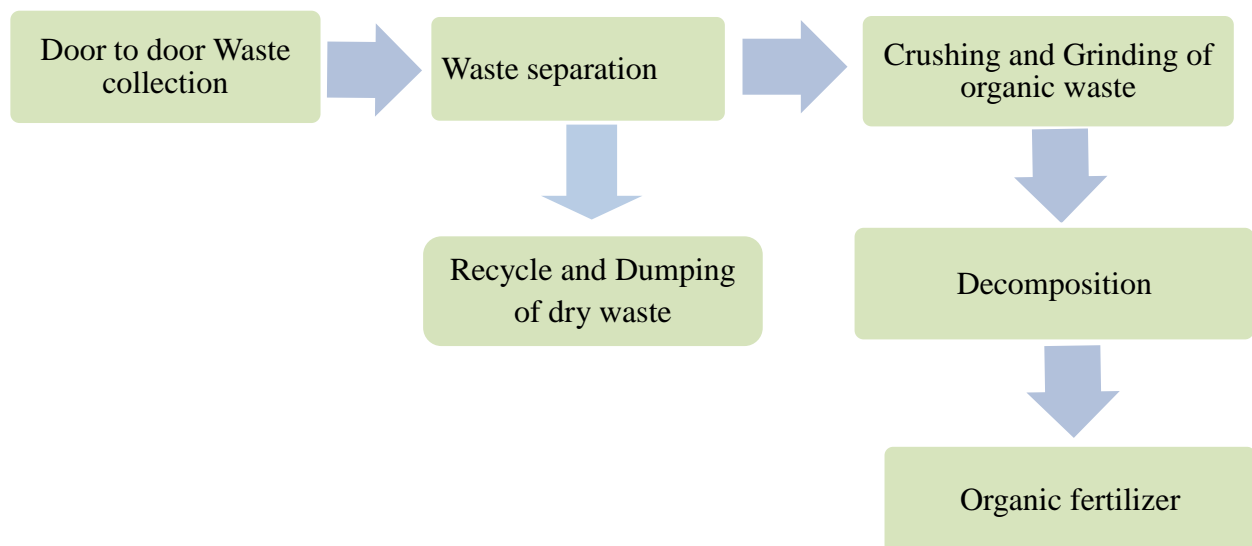 Door to door Waste
collection
Waste separation
Crushing and Grinding of
organic waste
Recycle and Dumping
of dry waste
Decomposition
Organic fertilizer